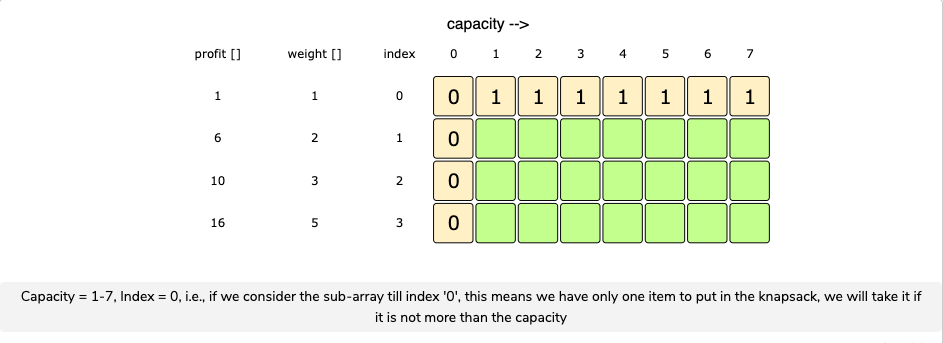 capacity -->
profit [] weight [] index 0 1 2 3 4 5 6 7
1 1 0 0 1 1 1 1 1 1 1
6 2 1 0
10 3 2 0
16 5 3 0
Capacity = 1-7, Index = 0, i.e., if we consider the sub-array till index '0', this means we have only one item to put in the knapsack, we will take it if
it is not more than the capacity